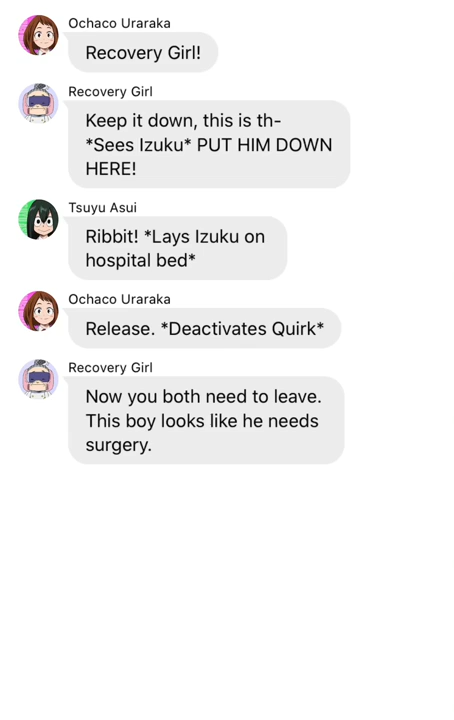 Ochaco Uraraka
Recovery Girl!
Recovery Girl
Keep it down, this is th-
*Sees Izuku* PUT HIM DOWN
HERE!
Tsuyu Asui
Ribbit! *Lays Izuku on
hospital bed*
Ochaco Uraraka
Release. *Deactivates Quirk*
Recovery Girl
Now you both need to leave.
This boy looks like he needs
surgery.